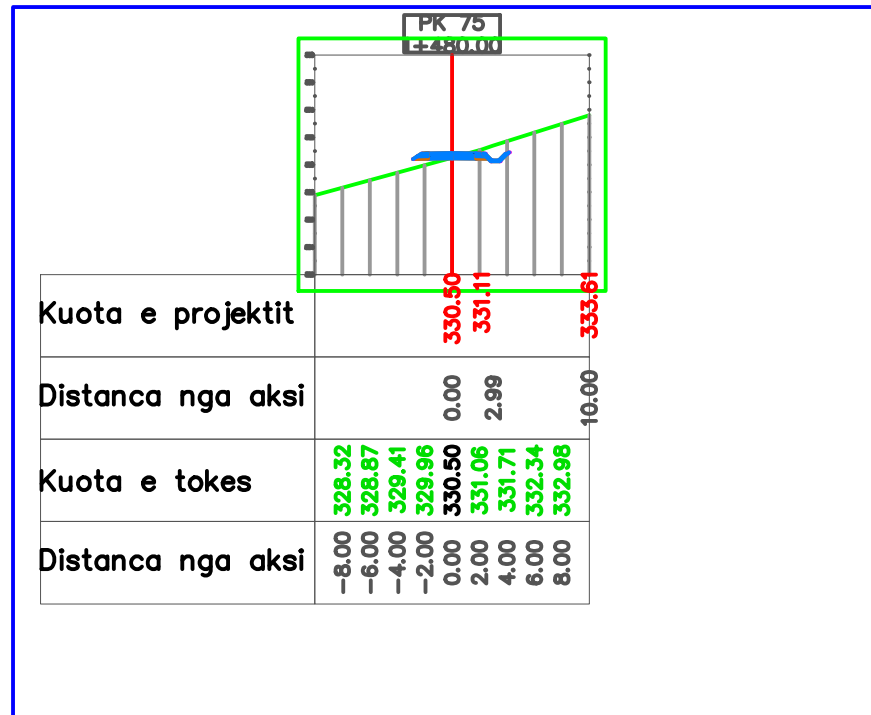 PK 75
1+480.00
Kuota e projektit 330.50 331.11 333.61
Distanca nga aksi 0.00 2.99 10.00
Kuota e tokes 328.32 328.87 329.41 329.96 330.50 331.06 331.71 332.34 332.98
Distanca nga aksi -8.00 -6.00 -4.00 -2.00 0.00 2.00 4.00 6.00 8.00